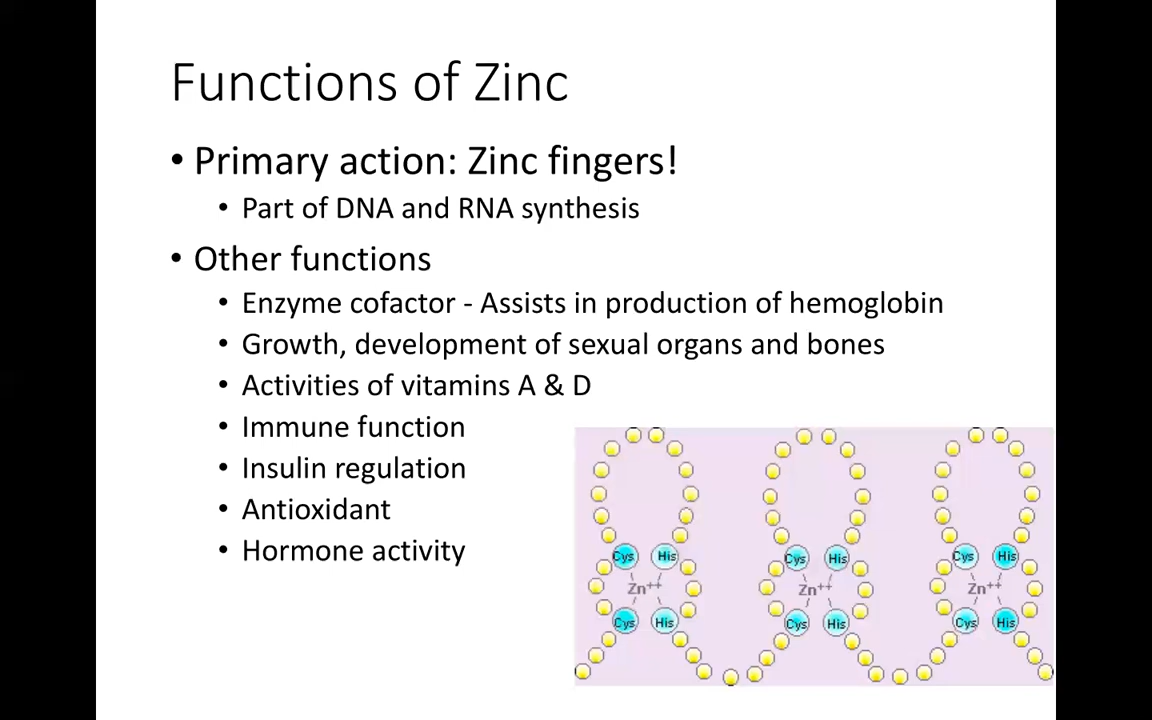 Functions of Zinc
• Primary action: Zinc fingers!
• Part of DNA and RNA synthesis
• Other functions
• Enzyme cofactor - Assists in production of hemoglobin
• Growth, development of sexual organs and bones
• Activities of vitamins A & D
• Immune function
• Insulin regulation
• Antioxidant
• Hormone activity
Cys His Cys His Cys His
Zn++ Zn++ Zn++
Cys His Cys His Cys His